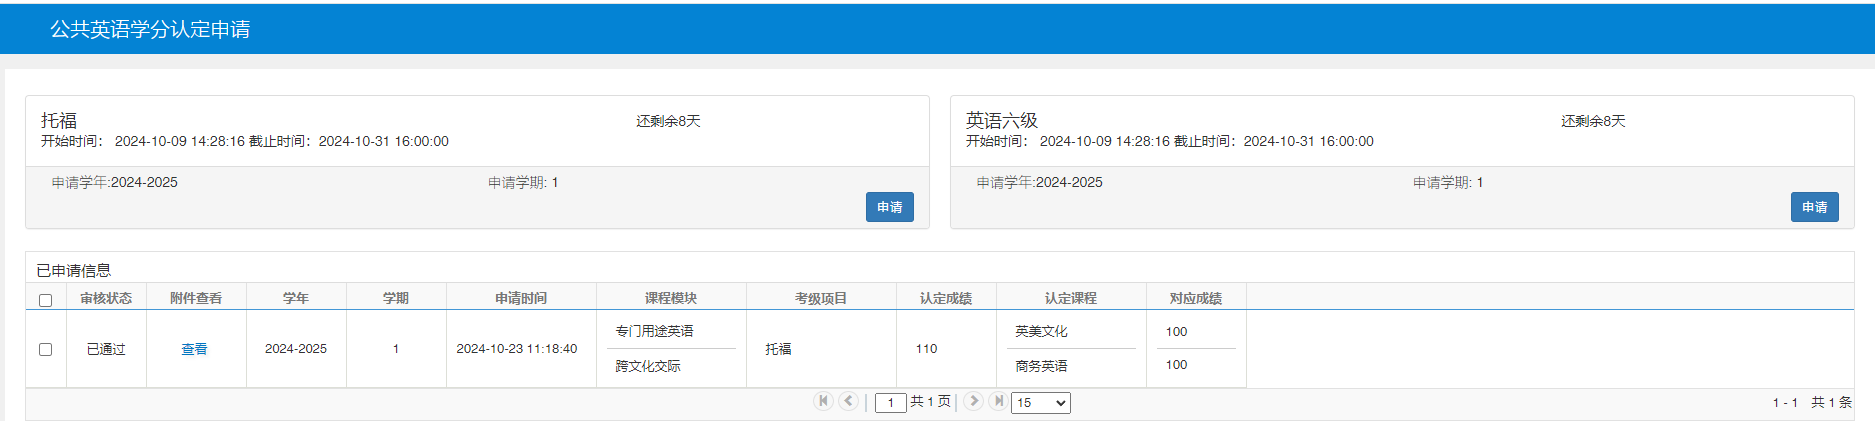 公共英语学分认定申请
托福 还剩余8天
开始时间： 2024-10-09 14:28:16 截止时间：2024-10-31 16:00:00
申请学年:2024-2025 申请学期: 1
申请
英语六级 还剩余8天
开始时间： 2024-10-09 14:28:16 截止时间：2024-10-31 16:00:00
申请学年:2024-2025 申请学期: 1
申请
已申请信息
审核状态 附件查看 学年 学期 申请时间 课程模块 考级项目 认定成绩 认定课程 对应成绩
专门用途英语 英美文化 100
已通过 查看 2024-2025 1 2024-10-23 11:18:40 托福 110
跨文化交际 商务英语 100
1 共 1 页 15 1 - 1 共 1 条